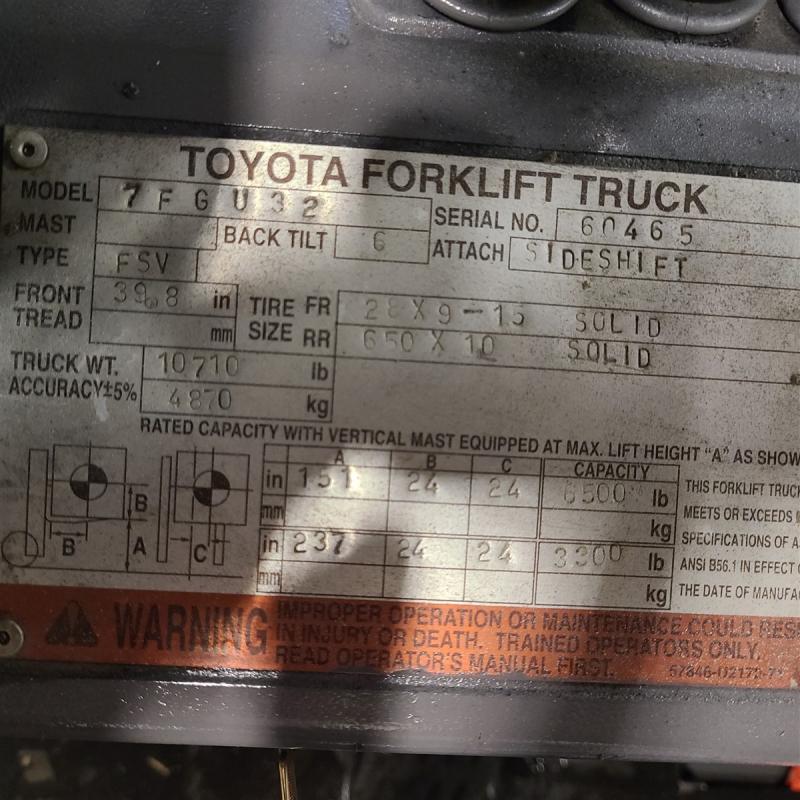 TOYOTA FORKLIFT TRUCK
MODEL 7FGU32 SERIAL NO. 60465
MAST BACK TILT 6 ATTACH SIDESHIFT
TYPE FSV
FRONT 39.8 in TIRE FR 28X9-15 SOLID
TREAD mm SIZE RR 650 X 10 SOLID
TRUCK WT. 10710 lb
ACCURACY±5% 4870 kg
RATED CAPACITY WITH VERTICAL MAST EQUIPPED AT MAX. LIFT HEIGHT "A" AS SHOW
A B C CAPACITY
in 151 24 24 6500 lb THIS FORKLIFT TRUCK
mm kg MEETS OR EXCEEDS
B A B C
in 237 24 24 3300 lb SPECIFICATIONS OF A
mm kg ANSI B56.1 IN EFFECT
THE DATE OF MANUFA
WARNING IMPROPER OPERATION OR MAINTENANCE COULD RES
IN INJURY OR DEATH. TRAINED OPERATORS ONLY.
READ OPERATOR'S MANUAL FIRST.